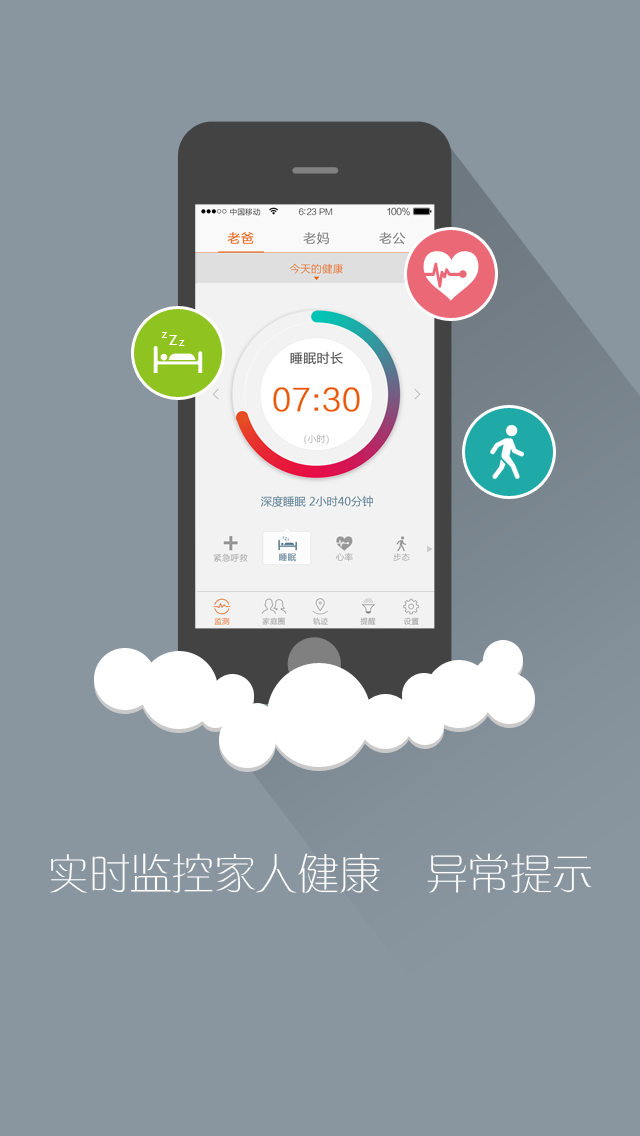 中国移动 6:23 PM 100%
老爸 老妈 老公
今天的健康
zZz
睡眠时长
07:30
(小时)
深度睡眠 2小时40分钟
紧急呼救 睡眠 心率 步态
监测 家庭圈 轨迹 提醒 设置
实时监控家人健康 异常提示